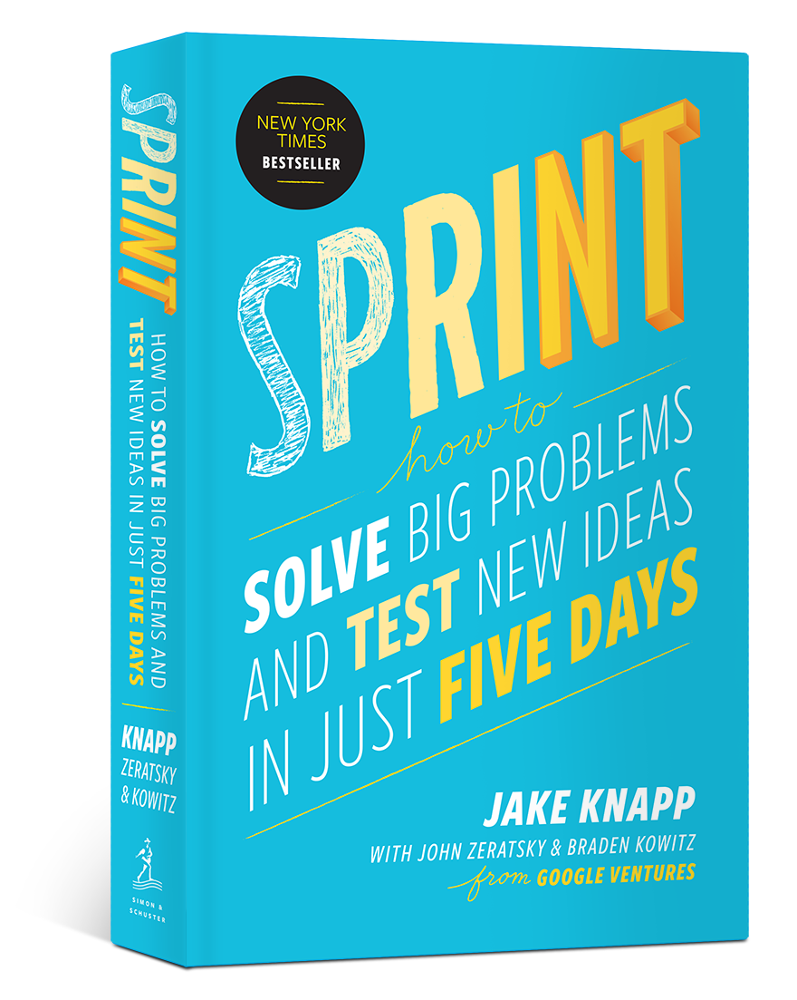 NEW YORK
TIMES
BESTSELLER
SPRINT
how to
SOLVE BIG PROBLEMS
AND TEST NEW IDEAS
IN JUST FIVE DAYS
JAKE KNAPP
WITH JOHN ZERATSKY & BRADEN KOWITZ
from GOOGLE VENTURES
SPRINT
HOW TO SOLVE BIG PROBLEMS AND
TEST NEW IDEAS IN JUST FIVE DAYS
KNAPP
ZERATSKY
& KOWITZ
SIMON &
SCHUSTER